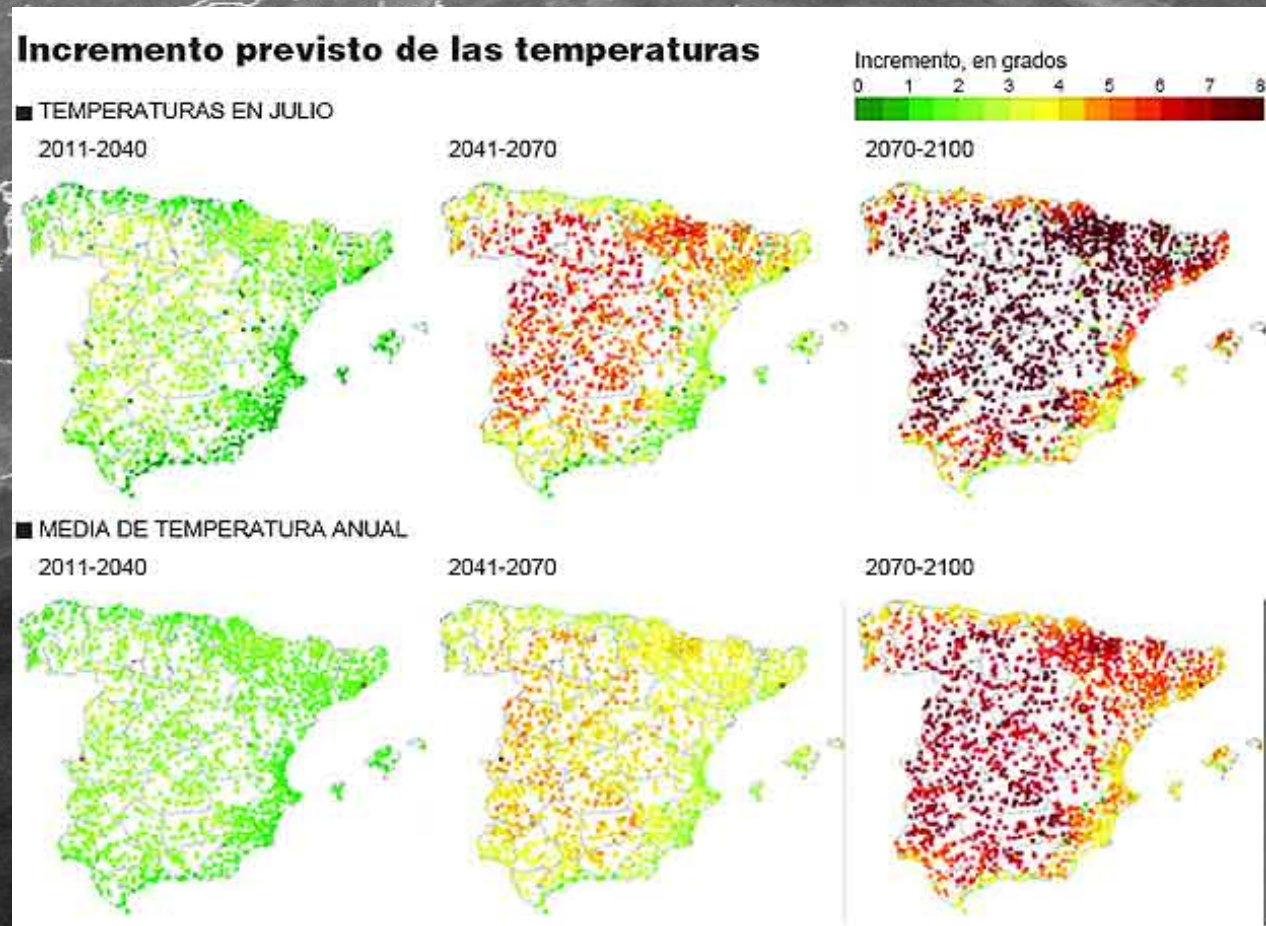 Incremento previsto de las temperaturas
Incremento, en grados
0 1 2 3 4 5 6 7 8
TEMPERATURAS EN JULIO
2011-2040
2041-2070
2070-2100
MEDIA DE TEMPERATURA ANUAL
2011-2040
2041-2070
2070-2100